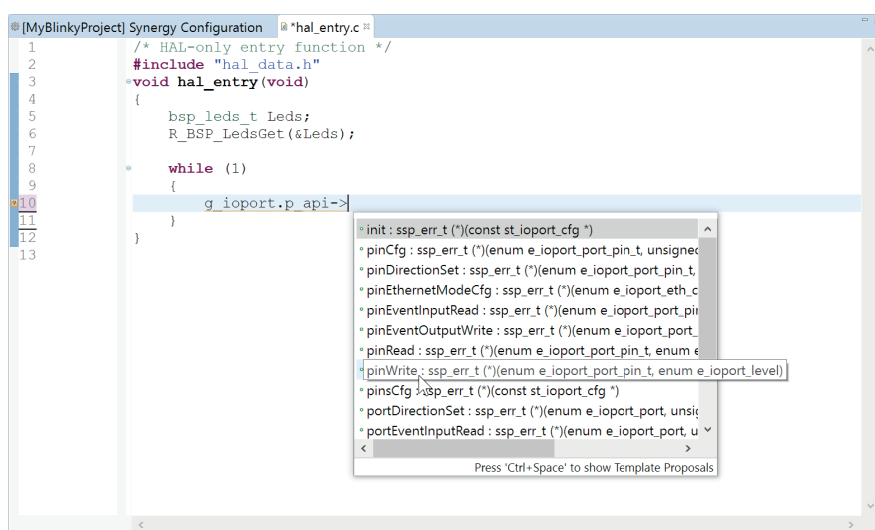 [MyBlinkyProject] Synergy Configuration *hal_entry.c
1 /* HAL-only entry function */
2 #include "hal_data.h"
3 void hal_entry(void)
4 {
5 bsp_leds_t Leds;
6 R_BSP_LedsGet(&Leds);
7
8 while (1)
9 {
10 g_ioport.p_api->
11 }
12 }
13
init : ssp_err_t (*)(const st_ioport_cfg *)
pinCfg : ssp_err_t (*)(enum e_ioport_port_pin_t, unsigned
pinDirectionSet : ssp_err_t (*)(enum e_ioport_port_pin_t,
pinEthernetModeCfg : ssp_err_t (*)(enum e_ioport_eth_c
pinEventInputRead : ssp_err_t (*)(enum e_ioport_port_pin
pinEventOutputWrite : ssp_err_t (*)(enum e_ioport_port_
pinRead : ssp_err_t (*)(enum e_ioport_port_pin_t, enum e
pinWrite : ssp_err_t (*)(enum e_ioport_port_pin_t, enum e_ioport_level)
pinsCfg : ssp_err_t (*)(const st_ioport_cfg *)
portDirectionSet : ssp_err_t (*)(enum e_ioport_port, unsig
portEventInputRead : ssp_err_t (*)(enum e_ioport_port, u
Press 'Ctrl+Space' to show Template Proposals